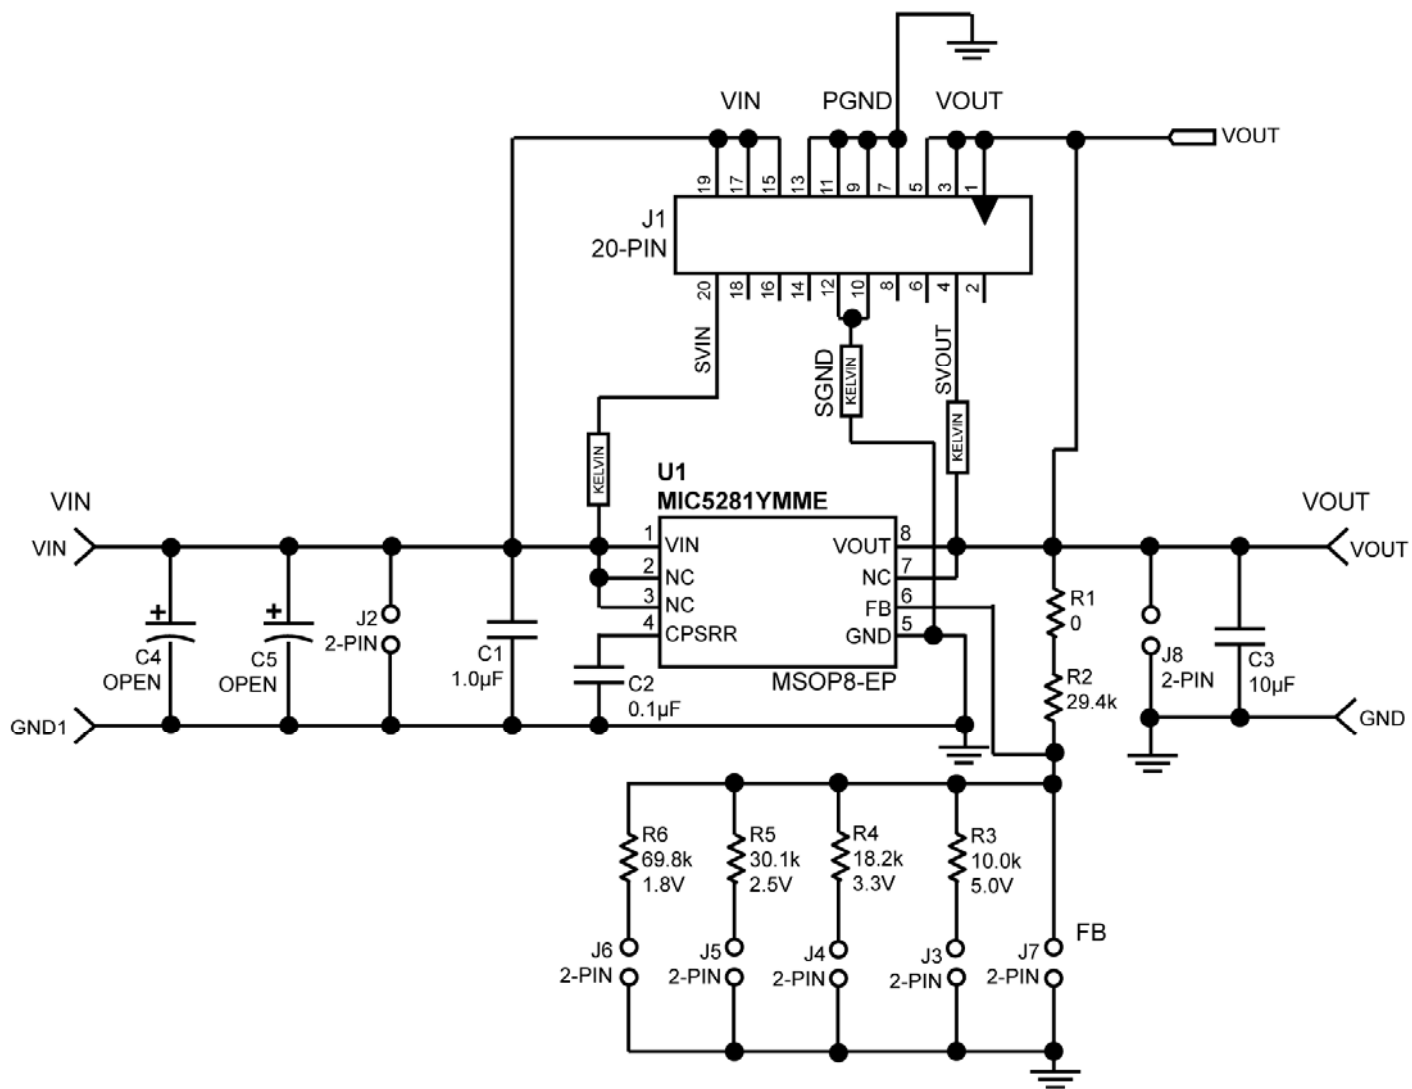 VIN
PGND
VOUT
VOUT
19
17
15
13
11
9
7
5
3
1
J1
20-PIN
20
18
16
14
12
10
8
6
4
2
SVIN
SGND
SVOUT
KELVIN
KELVIN
KELVIN
U1
MIC5281YMME
VIN
VOUT
VIN
VOUT
1
VIN
VOUT
8
2
NC
NC
7
3
NC
FB
6
4
CPSRR
GND
5
MSOP8-EP
+
C4
OPEN
+
C5
OPEN
J2
2-PIN
C1
1.0µF
C2
0.1µF
R1
0
R2
29.4k
J8
2-PIN
C3
10µF
GND1
GND
R6
69.8k
1.8V
R5
30.1k
2.5V
R4
18.2k
3.3V
R3
10.0k
5.0V
FB
J6
2-PIN
J5
2-PIN
J4
2-PIN
J3
2-PIN
J7
2-PIN